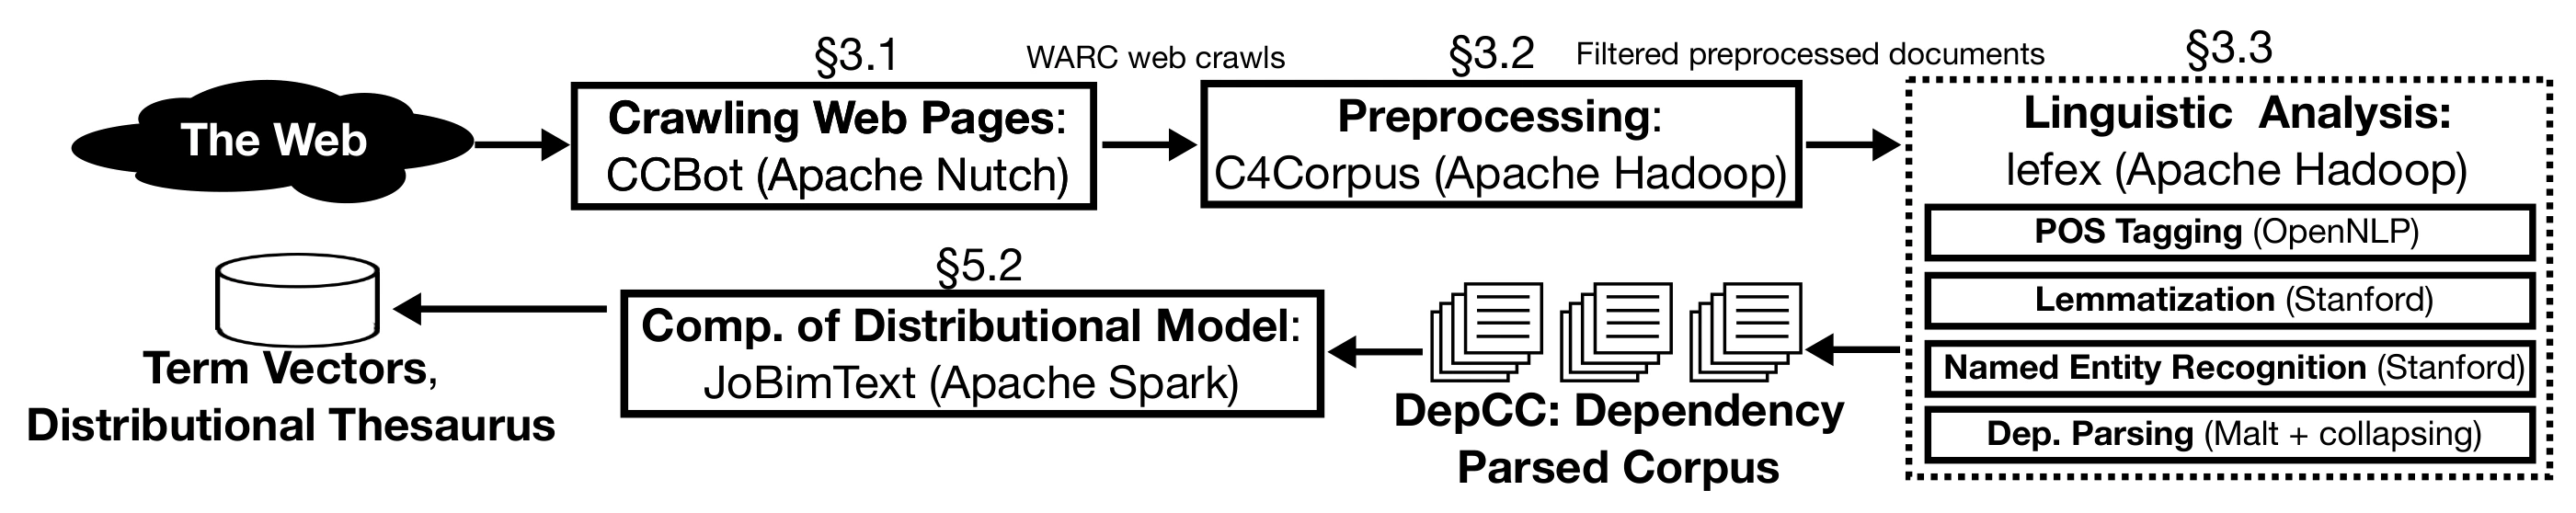 §3.1
WARC web crawls
§3.2
Filtered preprocessed documents
§3.3
The Web
Crawling Web Pages:
CCBot (Apache Nutch)
Preprocessing:
C4Corpus (Apache Hadoop)
Linguistic Analysis:
lefex (Apache Hadoop)
POS Tagging (OpenNLP)
Lemmatization (Stanford)
Named Entity Recognition (Stanford)
Dep. Parsing (Malt + collapsing)
DepCC: Dependency
Parsed Corpus
§5.2
Comp. of Distributional Model:
JoBimText (Apache Spark)
Term Vectors,
Distributional Thesaurus